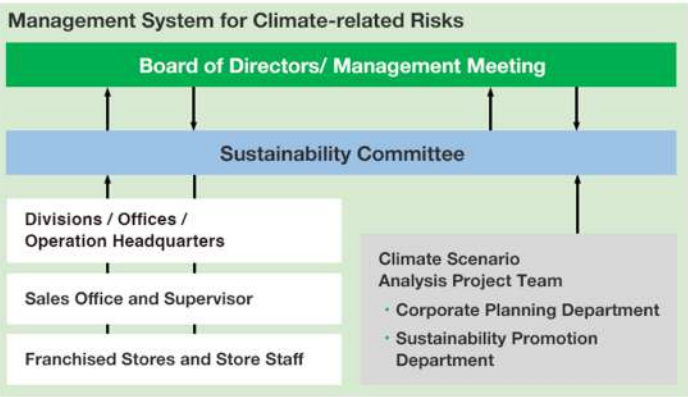 Management System for Climate-related Risks
Board of Directors/ Management Meeting
Sustainability Committee
Divisions / Offices /
Operation Headquarters
Sales Office and Supervisor
Franchised Stores and Store Staff
Climate Scenario
Analysis Project Team
・Corporate Planning Department
・Sustainability Promotion
Department